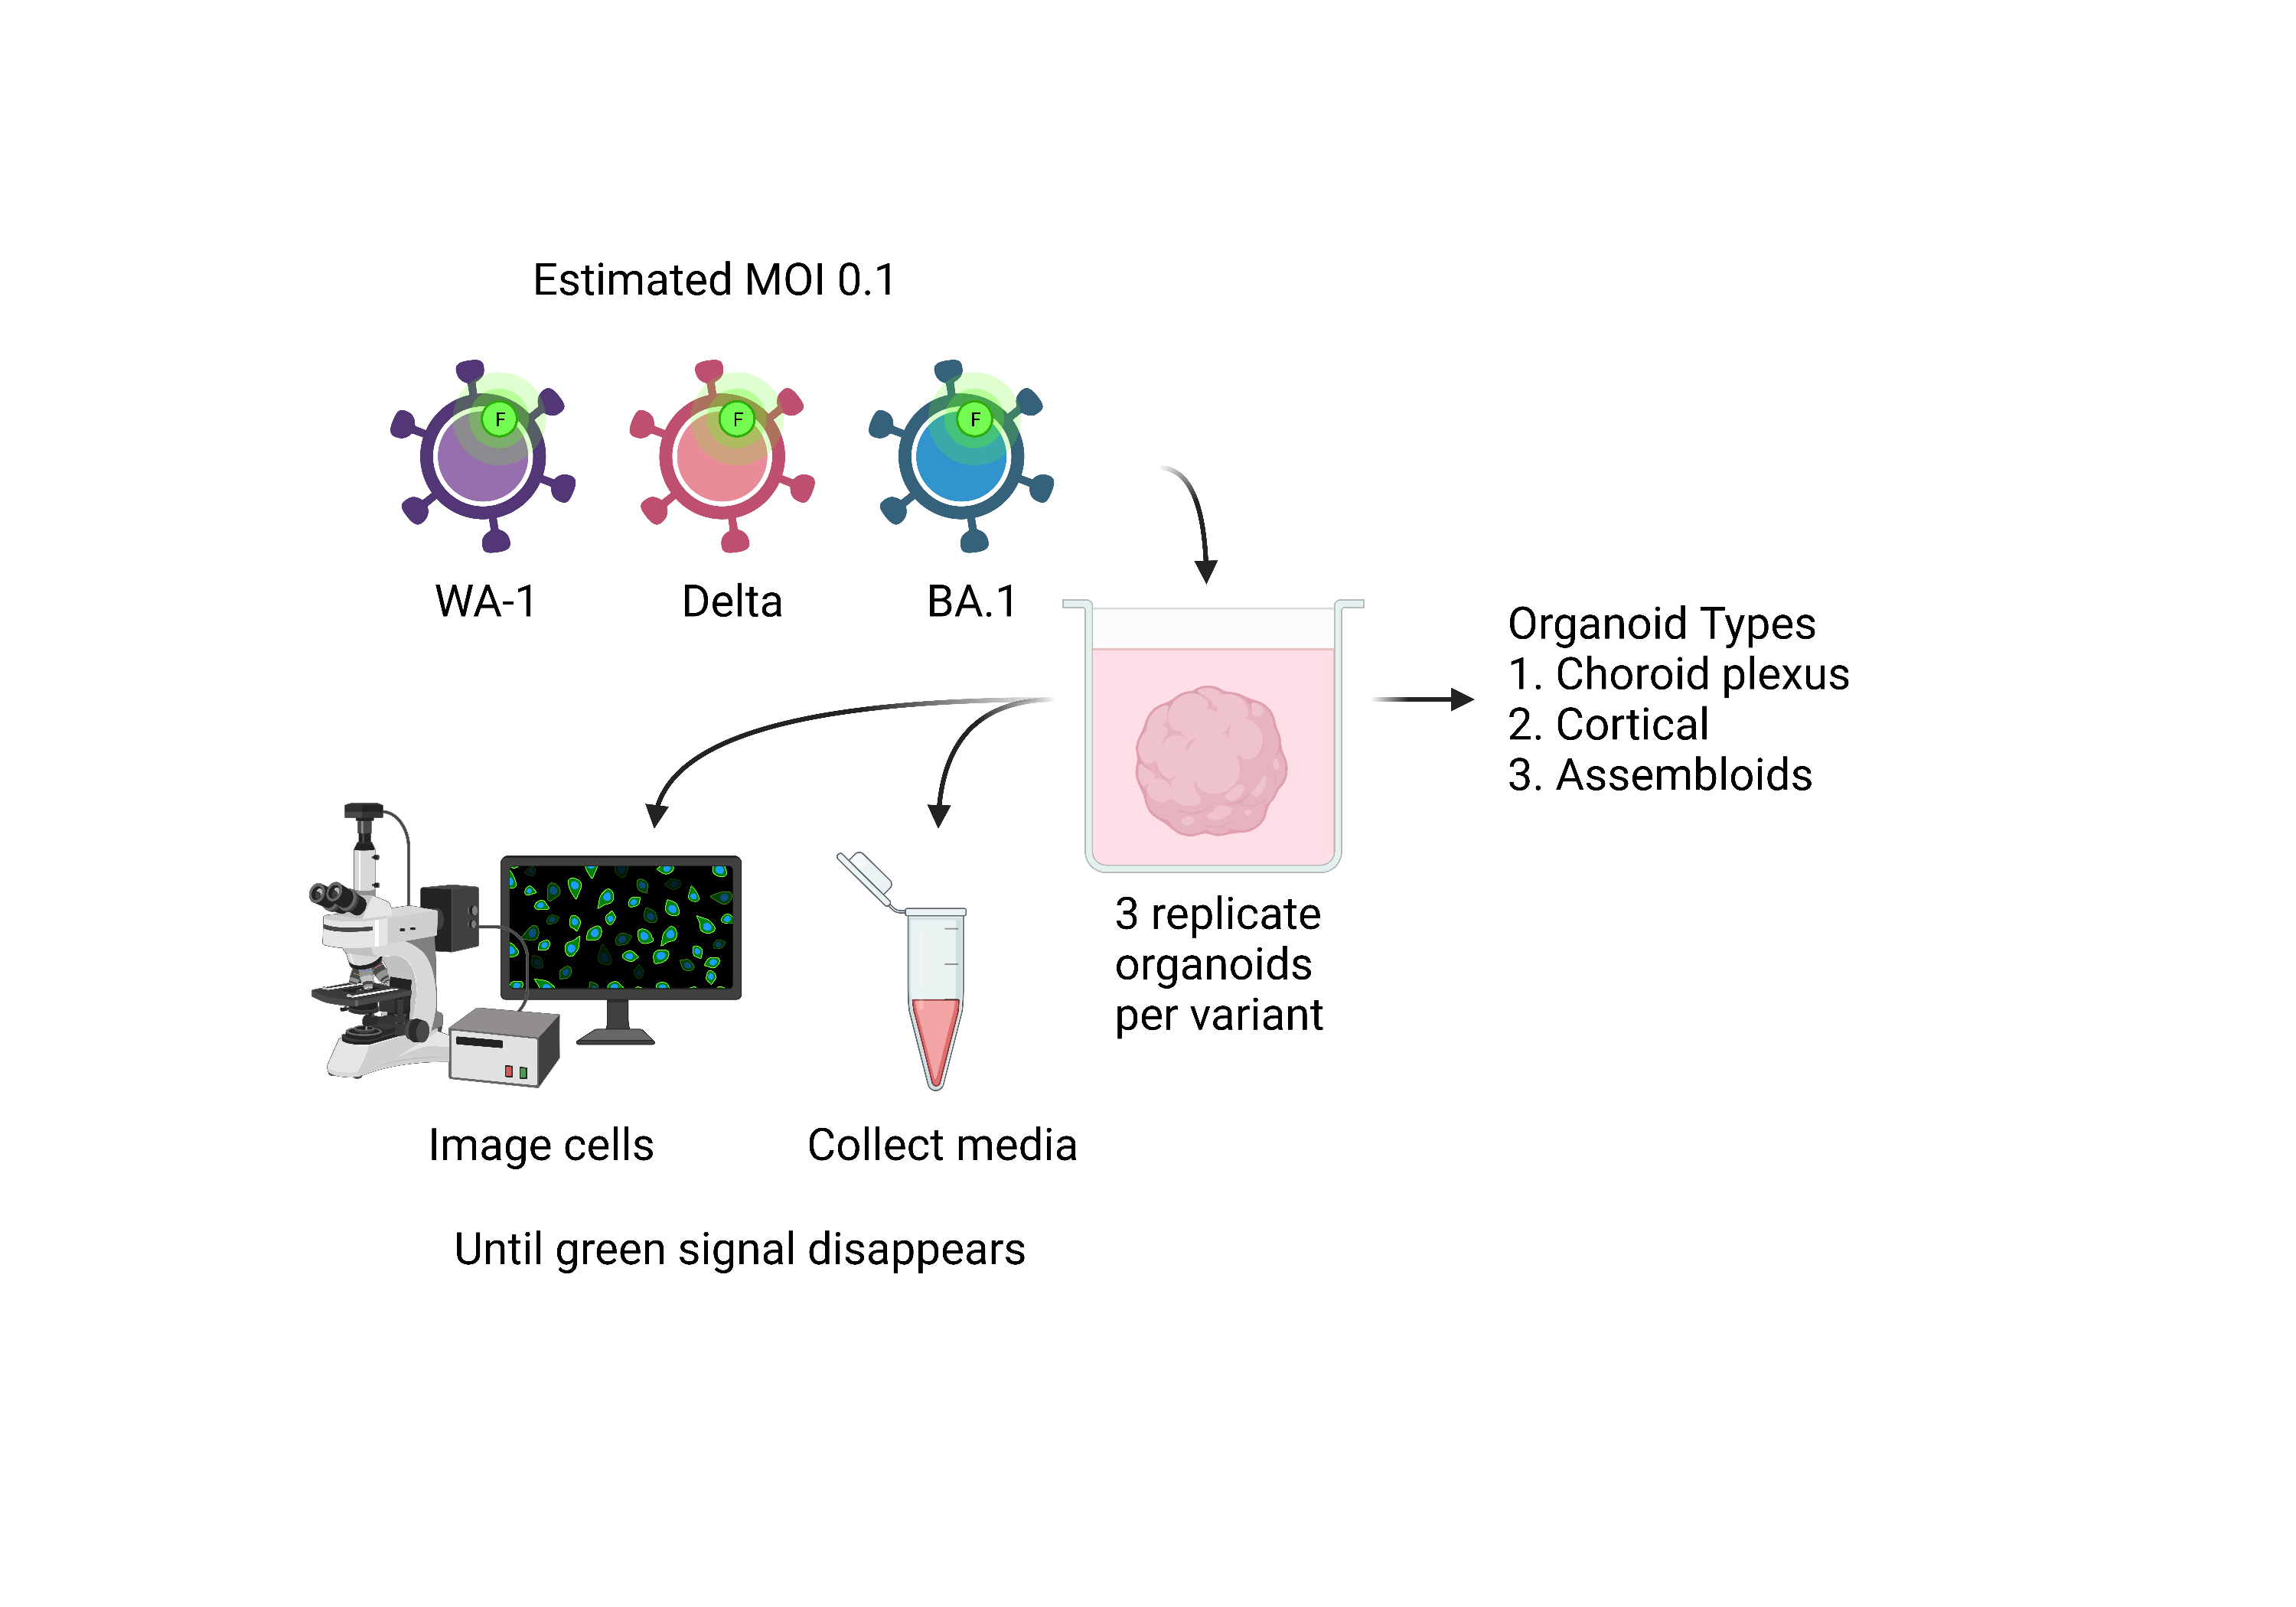 Estimated MOI 0.1
F
F
F
WA-1
Delta
BA.1
Organoid Types
1. Choroid plexus
2. Cortical
3. Assembloids
3 replicate
organoids
per variant
Image cells
Collect media
Until green signal disappears